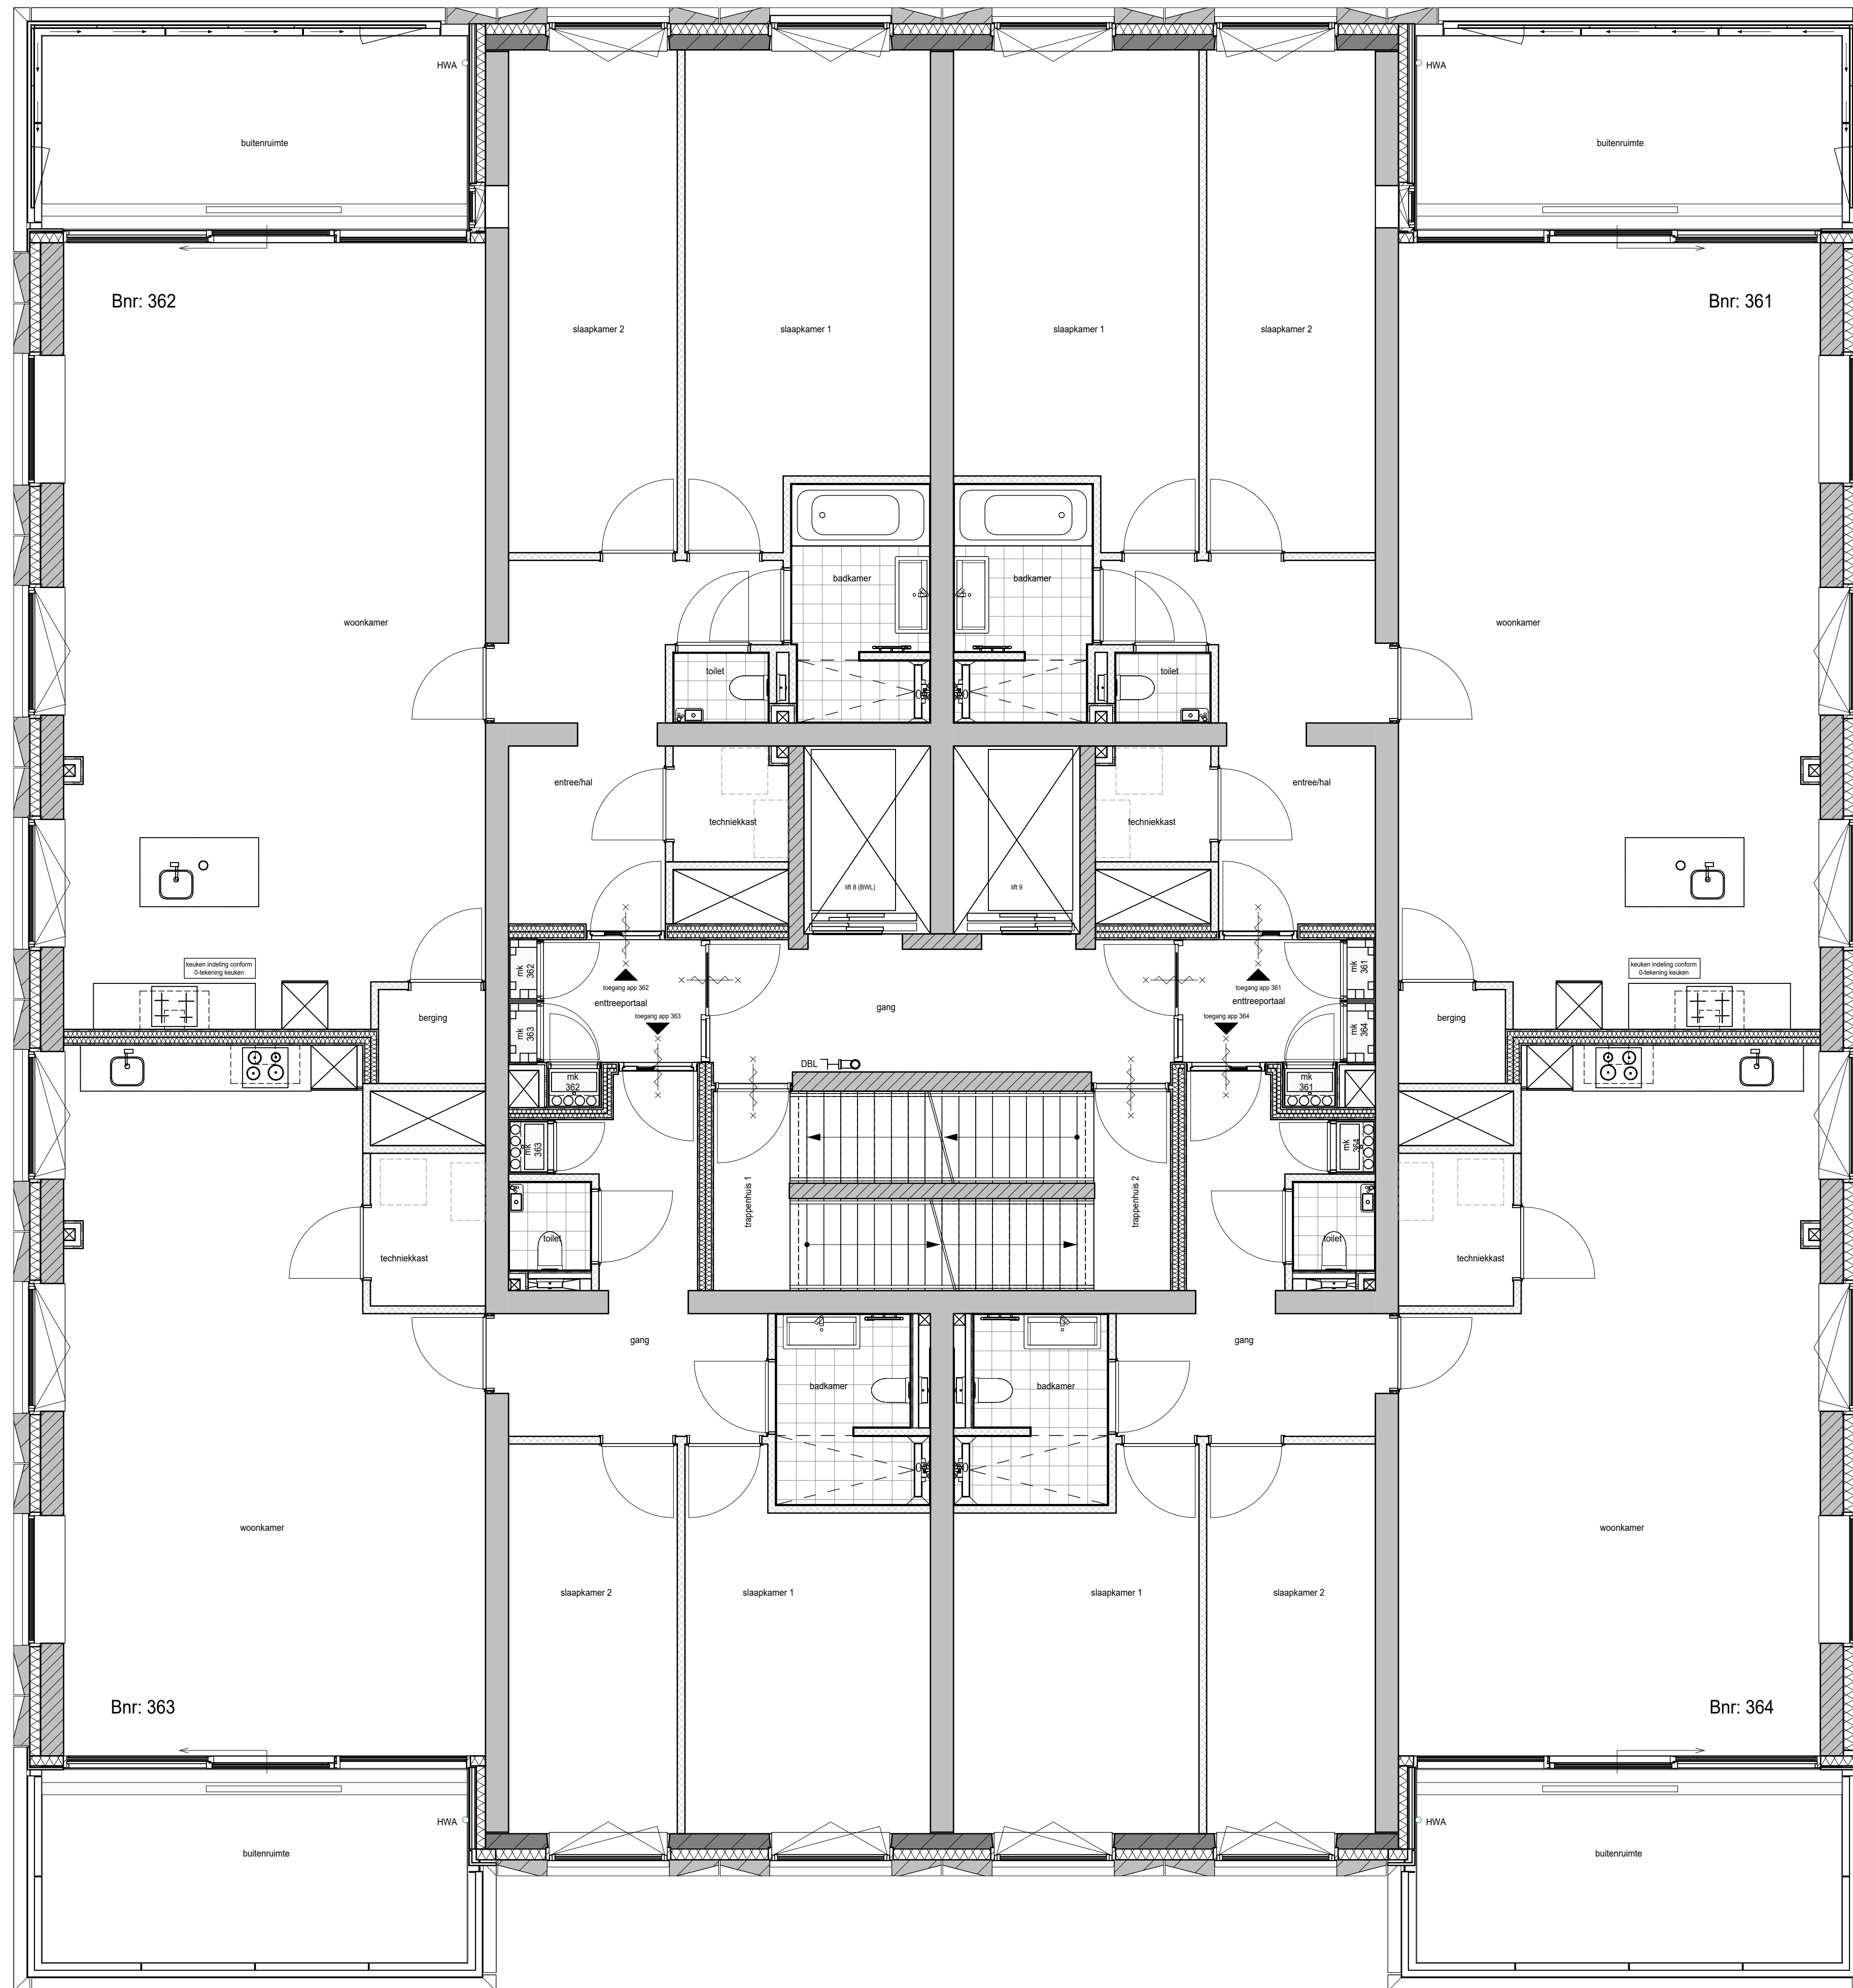 HWA
HWA
buitenruimte
buitenruimte
Bnr: 362
Bnr: 361
slaapkamer 2
slaapkamer 1
slaapkamer 1
slaapkamer 2
badkamer
badkamer
woonkamer
woonkamer
toilet
toilet
entree/hal
entree/hal
techniekkast
techniekkast
lift 8 (BWL)
lift 9
keuken indeling conform
0-tekening keuken
keuken indeling conform
0-tekening keuken
mk
362
mk
361
toegang app 362
toegang app 361
enttreeportaal
enttreeportaal
gang
toegang app 363
toegang app 364
berging
berging
mk
363
mk
364
DBL
mk
362
mk
361
mk
363
mk
364
trappenhuis 1
trappenhuis 2
toilet
toilet
techniekkast
techniekkast
gang
gang
badkamer
badkamer
woonkamer
woonkamer
slaapkamer 2
slaapkamer 1
slaapkamer 1
slaapkamer 2
Bnr: 363
Bnr: 364
HWA
HWA
buitenruimte
buitenruimte